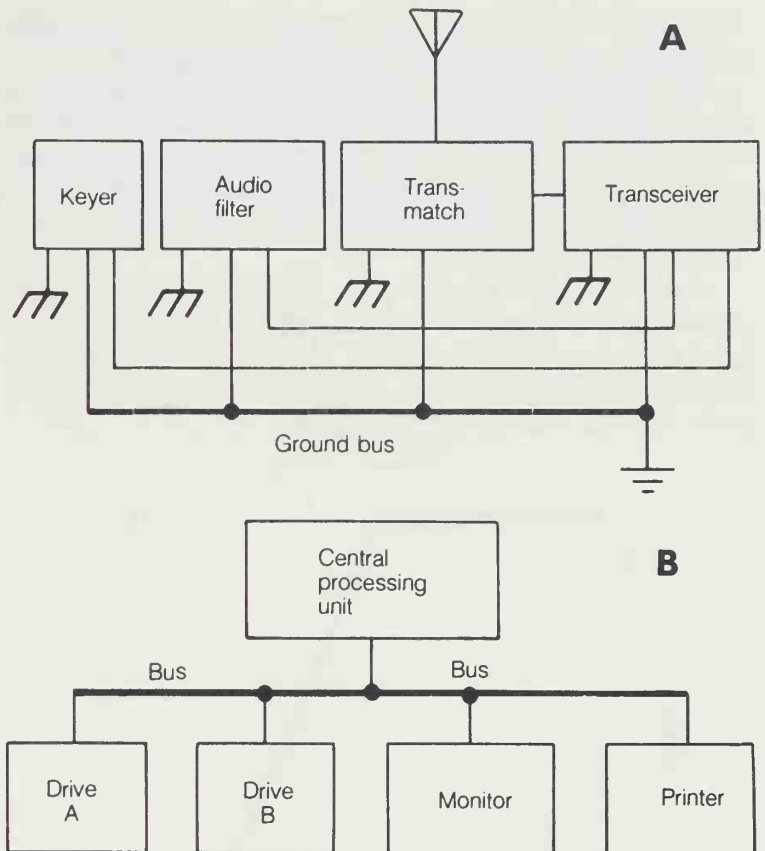 A
Keyer
Audio
filter
Trans-
match
Transceiver
Ground bus
B
Central
processing
unit
Bus
Bus
Drive
A
Drive
B
Monitor
Printer